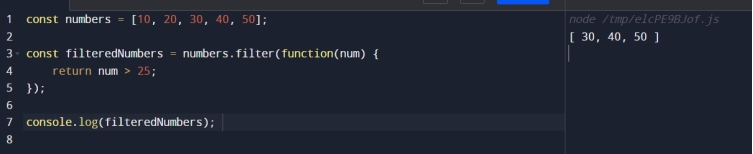 1 const numbers = [10, 20, 30, 40, 50];
2
3 const filteredNumbers = numbers.filter(function(num) {
4     return num > 25;
5 });
6
7 console.log(filteredNumbers);
8
node /tmp/elcPE9BJof.js
[ 30, 40, 50 ]